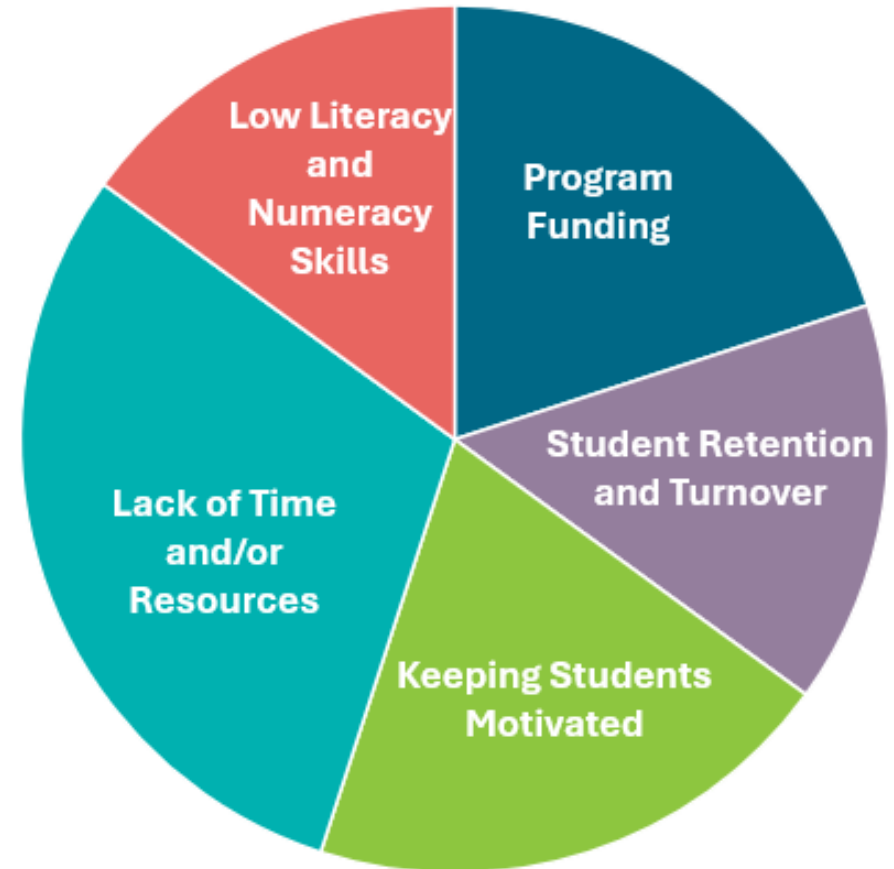 Low Literacy
and
Numeracy
Skills
Program
Funding
Student Retention
and Turnover
Lack of Time
and/or
Resources
Keeping Students
Motivated